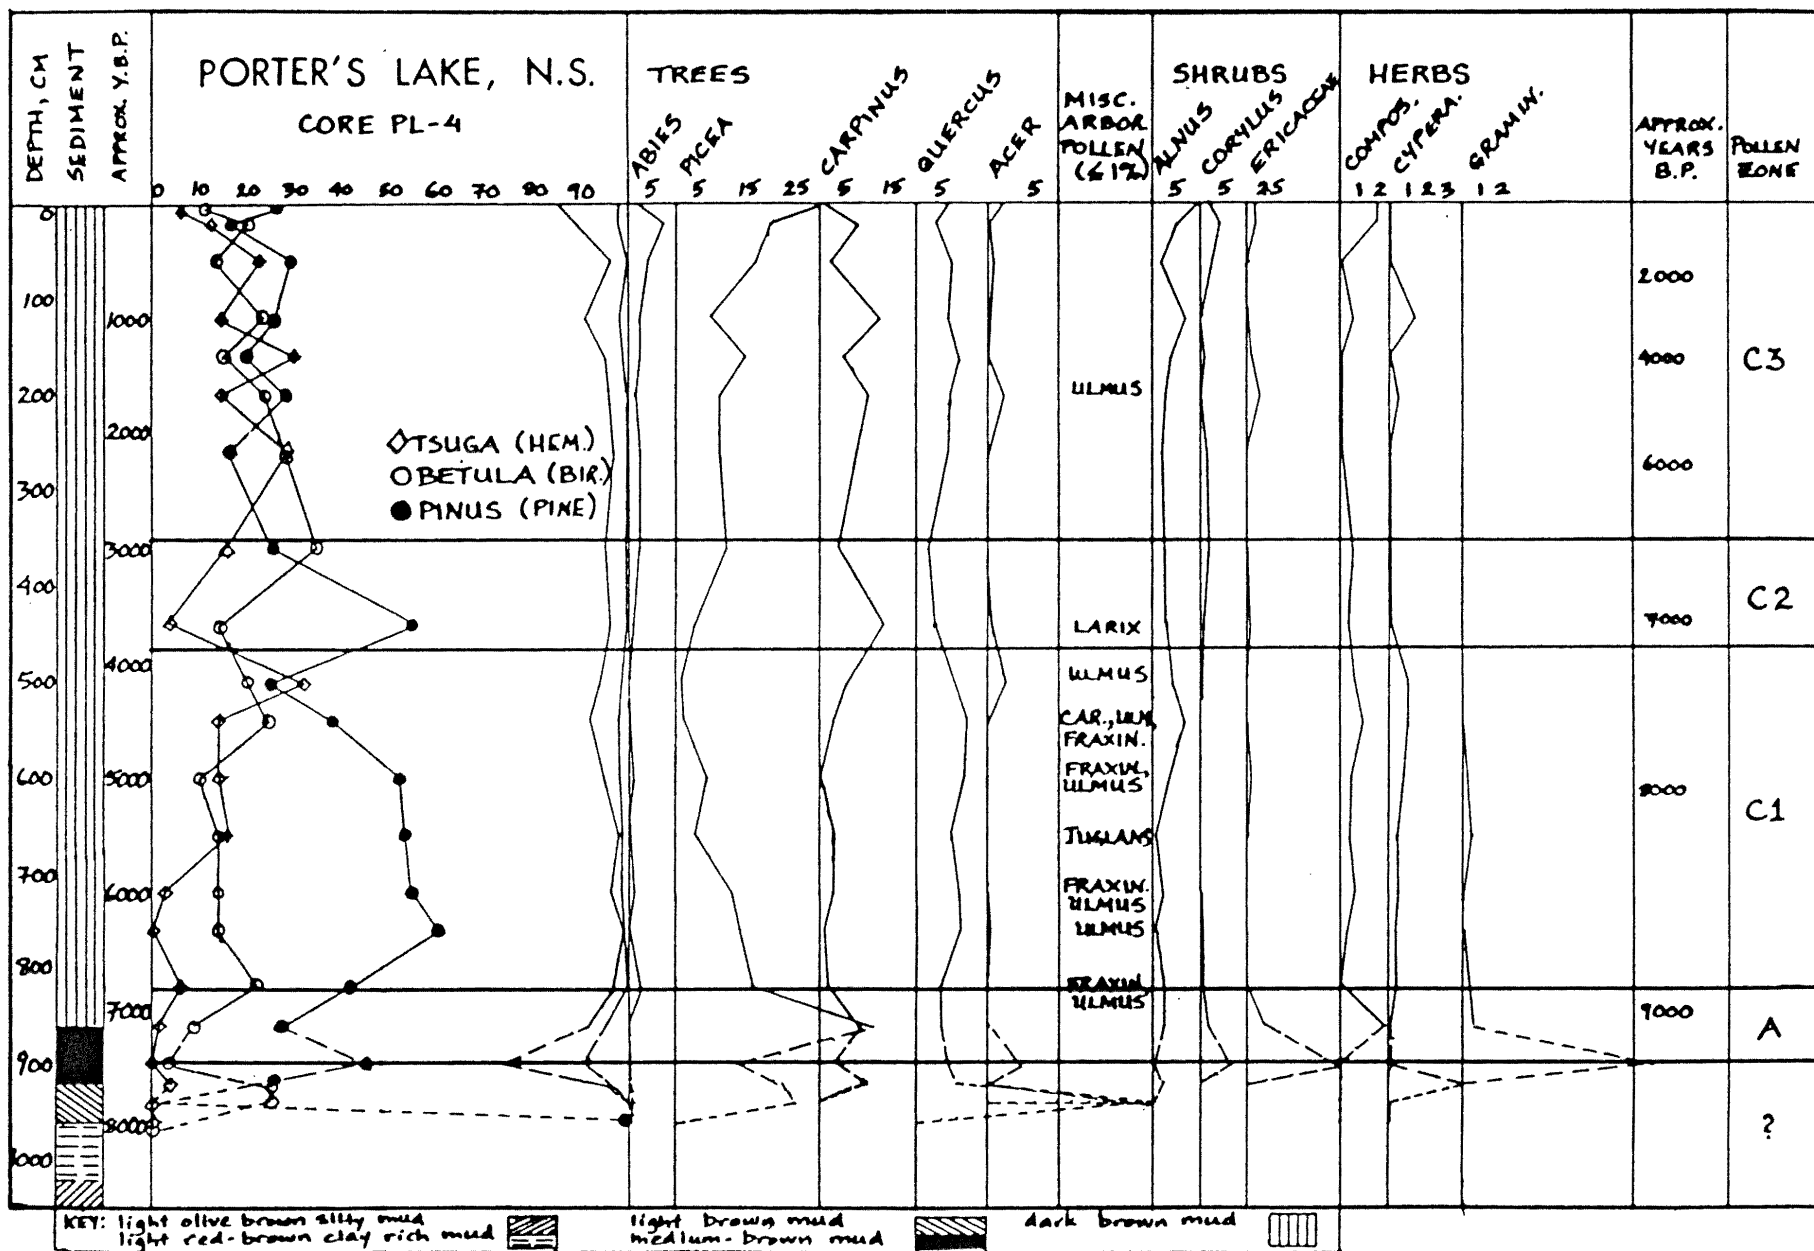 DEPTH, CM
SEDIMENT
APPROX. Y.B.P.
PORTER'S LAKE, N.S.
CORE PL-4
0 10 20 30 40 50 60 70 80 90
TREES
ABIES
5
PICEA
5 15 25
CARPINUS
5 15
QUERCUS
5
ACER
5
MISC.
ARBOR
POLLEN
(≤1%)
SHRUBS
ALNUS
5
CORYLUS
5
ERICACEAE
25
HERBS
COMPOS.
1 2
CYPERA.
1 2 3
GRAMIN.
1 2
APPROX.
YEARS
B.P.
POLLEN
ZONE
0
100
200
300
400
500
600
700
800
900
1000
1000
2000
3000
4000
5000
6000
7000
8000
◇TSUGA (HEM.)
○BETULA (BIR.)
●PINUS (PINE)
ULMUS
LARIX
ULMUS
CAR., ULM,
FRAXIN.
FRAXIN,
ULMUS
JUGLANS
FRAXIN.
ULMUS
ULMUS
FRAXIN,
ULMUS
2000
4000
6000
7000
8000
9000
C3
C2
C1
A
?
KEY: light olive brown silty mud
light red-brown clay rich mud
light brown mud
medium-brown mud
dark brown mud